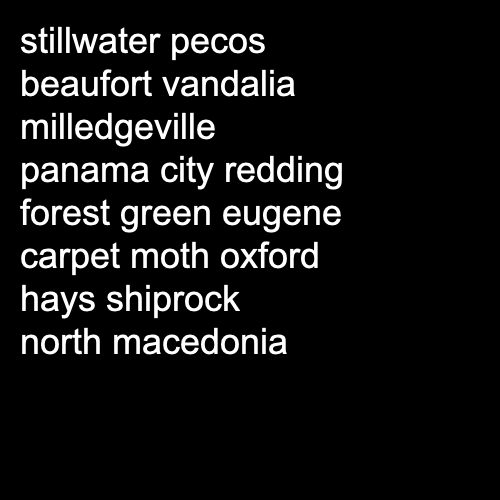 stillwater pecos
beaufort vandalia
milledgeville
panama city redding
forest green eugene
carpet moth oxford
hays shiprock
north macedonia